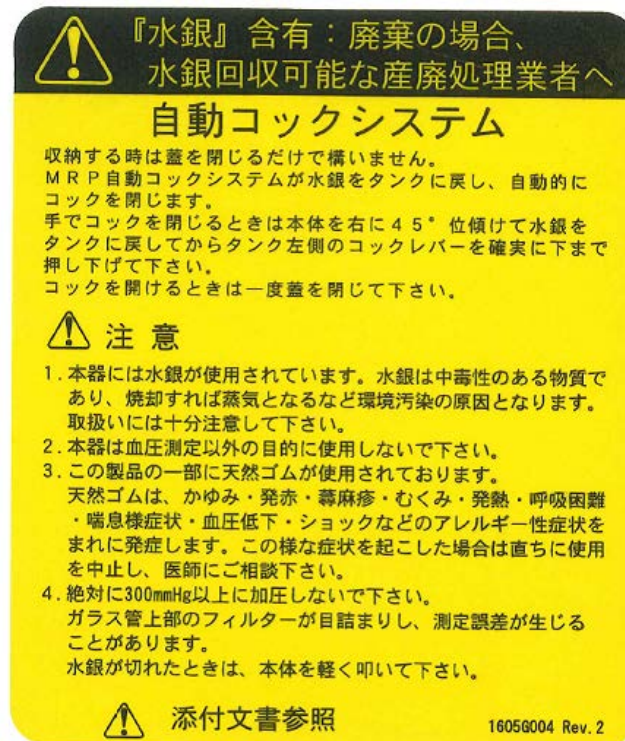 『水銀』含有：廃棄の場合、
水銀回収可能な産廃処理業者へ
自動コックシステム
収納する時は蓋を閉じるだけで構いません。
ＭＲＰ自動コックシステムが水銀をタンクに戻し、自動的に
コックを閉じます。
手でコックを閉じるときは本体を右に４５°位傾けて水銀を
タンクに戻してからタンク左側のコックレバーを確実に下まで
押し下げて下さい。
コックを開けるときは一度蓋を閉じて下さい。
注 意
1.本器には水銀が使用されています。水銀は中毒性のある物質で
あり、焼却すれば蒸気となるなど環境汚染の原因となります。
取扱いには十分注意して下さい。
2.本器は血圧測定以外の目的に使用しないで下さい。
3.この製品の一部に天然ゴムが使用されております。
天然ゴムは、かゆみ・発赤・蕁麻疹・むくみ・発熱・呼吸困難
・喘息様症状・血圧低下・ショックなどのアレルギー性症状を
まれに発症します。この様な症状を起こした場合は直ちに使用
を中止し、医師にご相談下さい。
4.絶対に300mmHg以上に加圧しないで下さい。
ガラス管上部のフィルターが目詰まりし、測定誤差が生じる
ことがあります。
水銀が切れたときは、本体を軽く叩いて下さい。
添付文書参照
1605G004 Rev.2